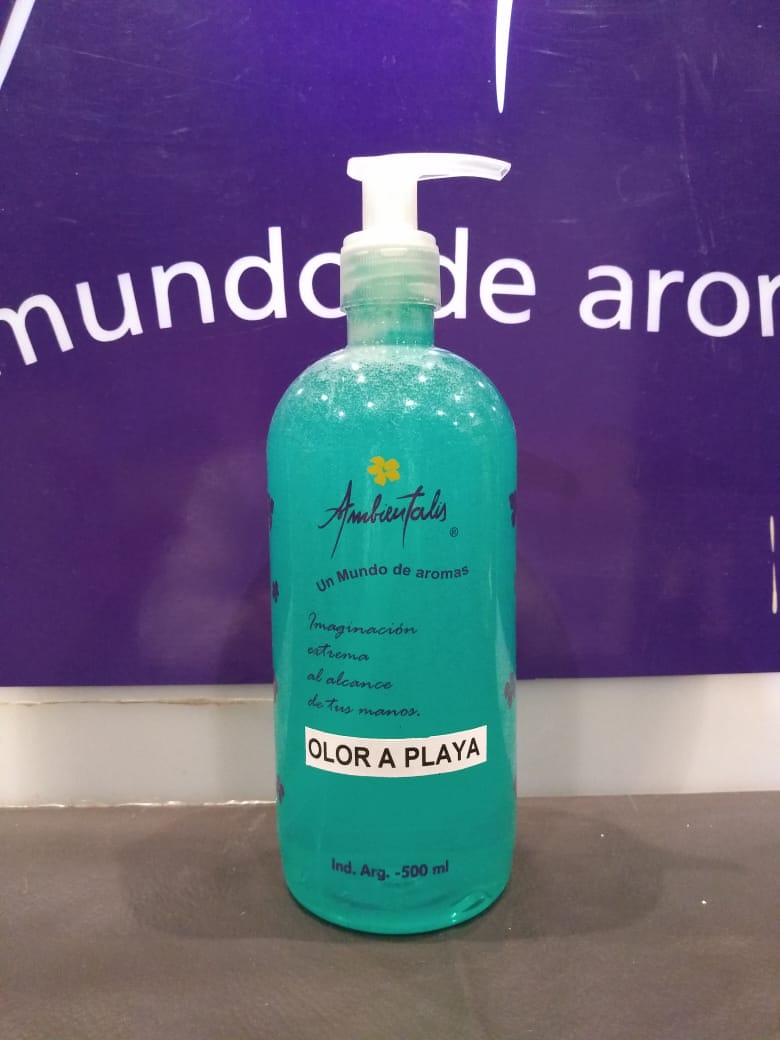 mundo de aro
Ambientalis
®
Un Mundo de aromas
Imaginación
extrema
al alcance
de tus manos.
OLOR A PLAYA
Ind. Arg. -500 ml